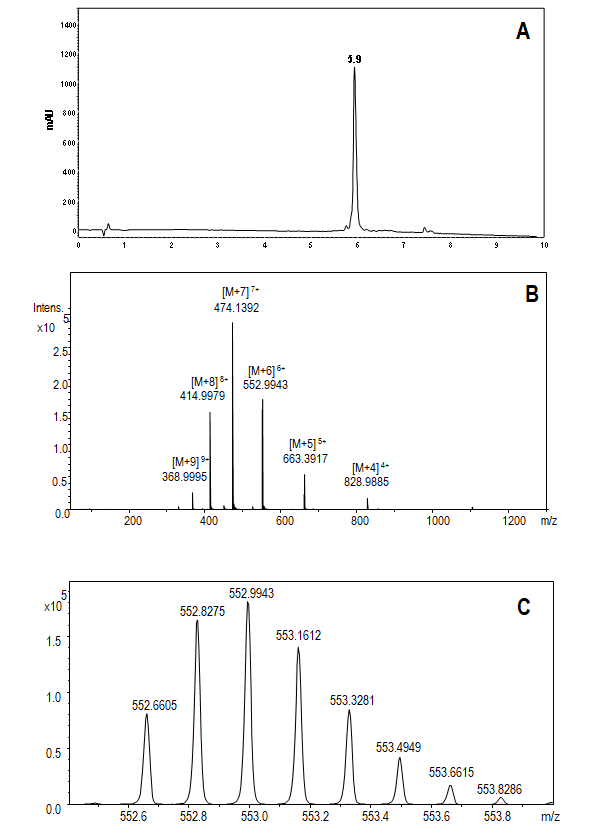 A
5.9
1400
1200
1000
800
600
400
200
0
mAU
0 1 2 3 4 5 6 7 8 9 10
B
Intens.
x10 5
[M+7] 7+
474.1392
[M+6] 6+
552.9943
[M+8] 8+
414.9979
[M+5] 5+
663.3917
[M+9] 9+
368.9995
[M+4] 4+
828.9885
2.5
2.0
1.5
1.0
0.5
0.0
200 400 600 800 1000 1200 m/z
C
x10 5
552.9943
552.8275
553.1612
552.6605
553.3281
553.4949
553.6615
553.8286
1.5
1.0
0.5
0.0
552.6 552.8 553.0 553.2 553.4 553.6 553.8 m/z